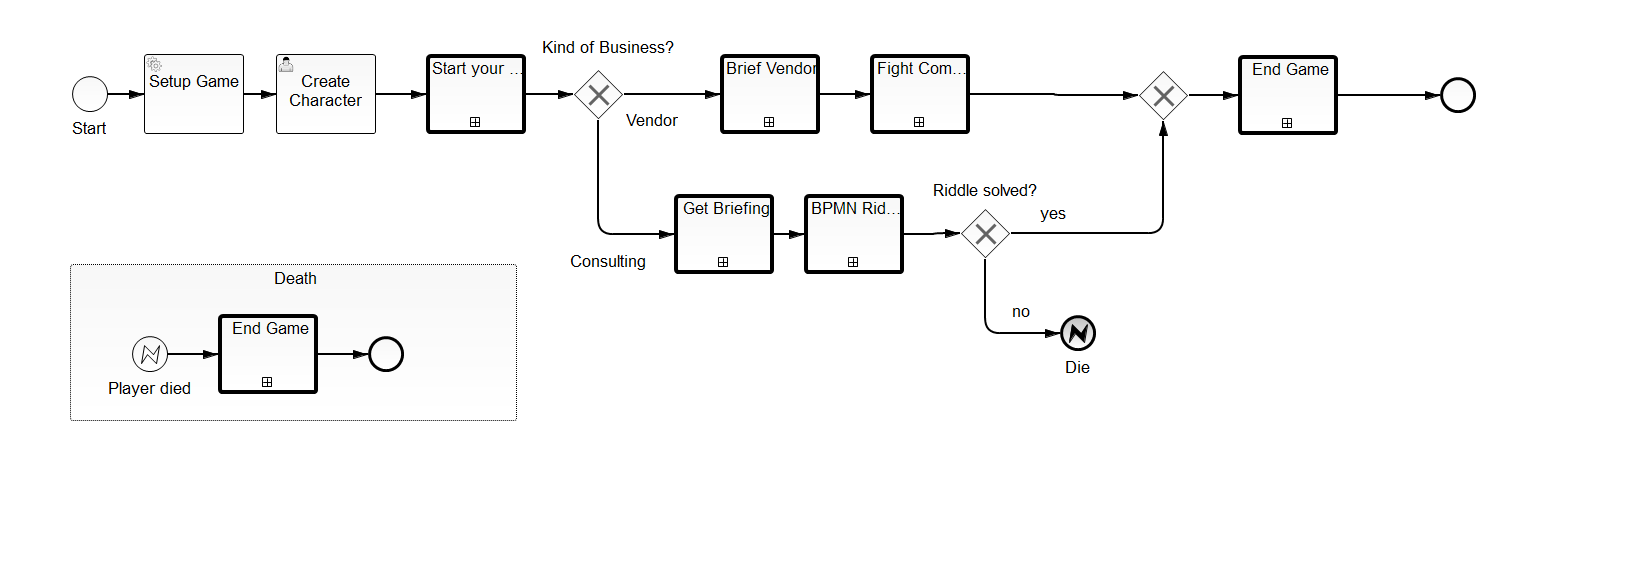 Kind of Business?
Start
Setup Game
Create
Character
Start your ...
Vendor
Brief Vendor
Fight Com...
End Game
Consulting
Get Briefing
BPMN Rid...
Riddle solved?
yes
no
Die
Death
Player died
End Game